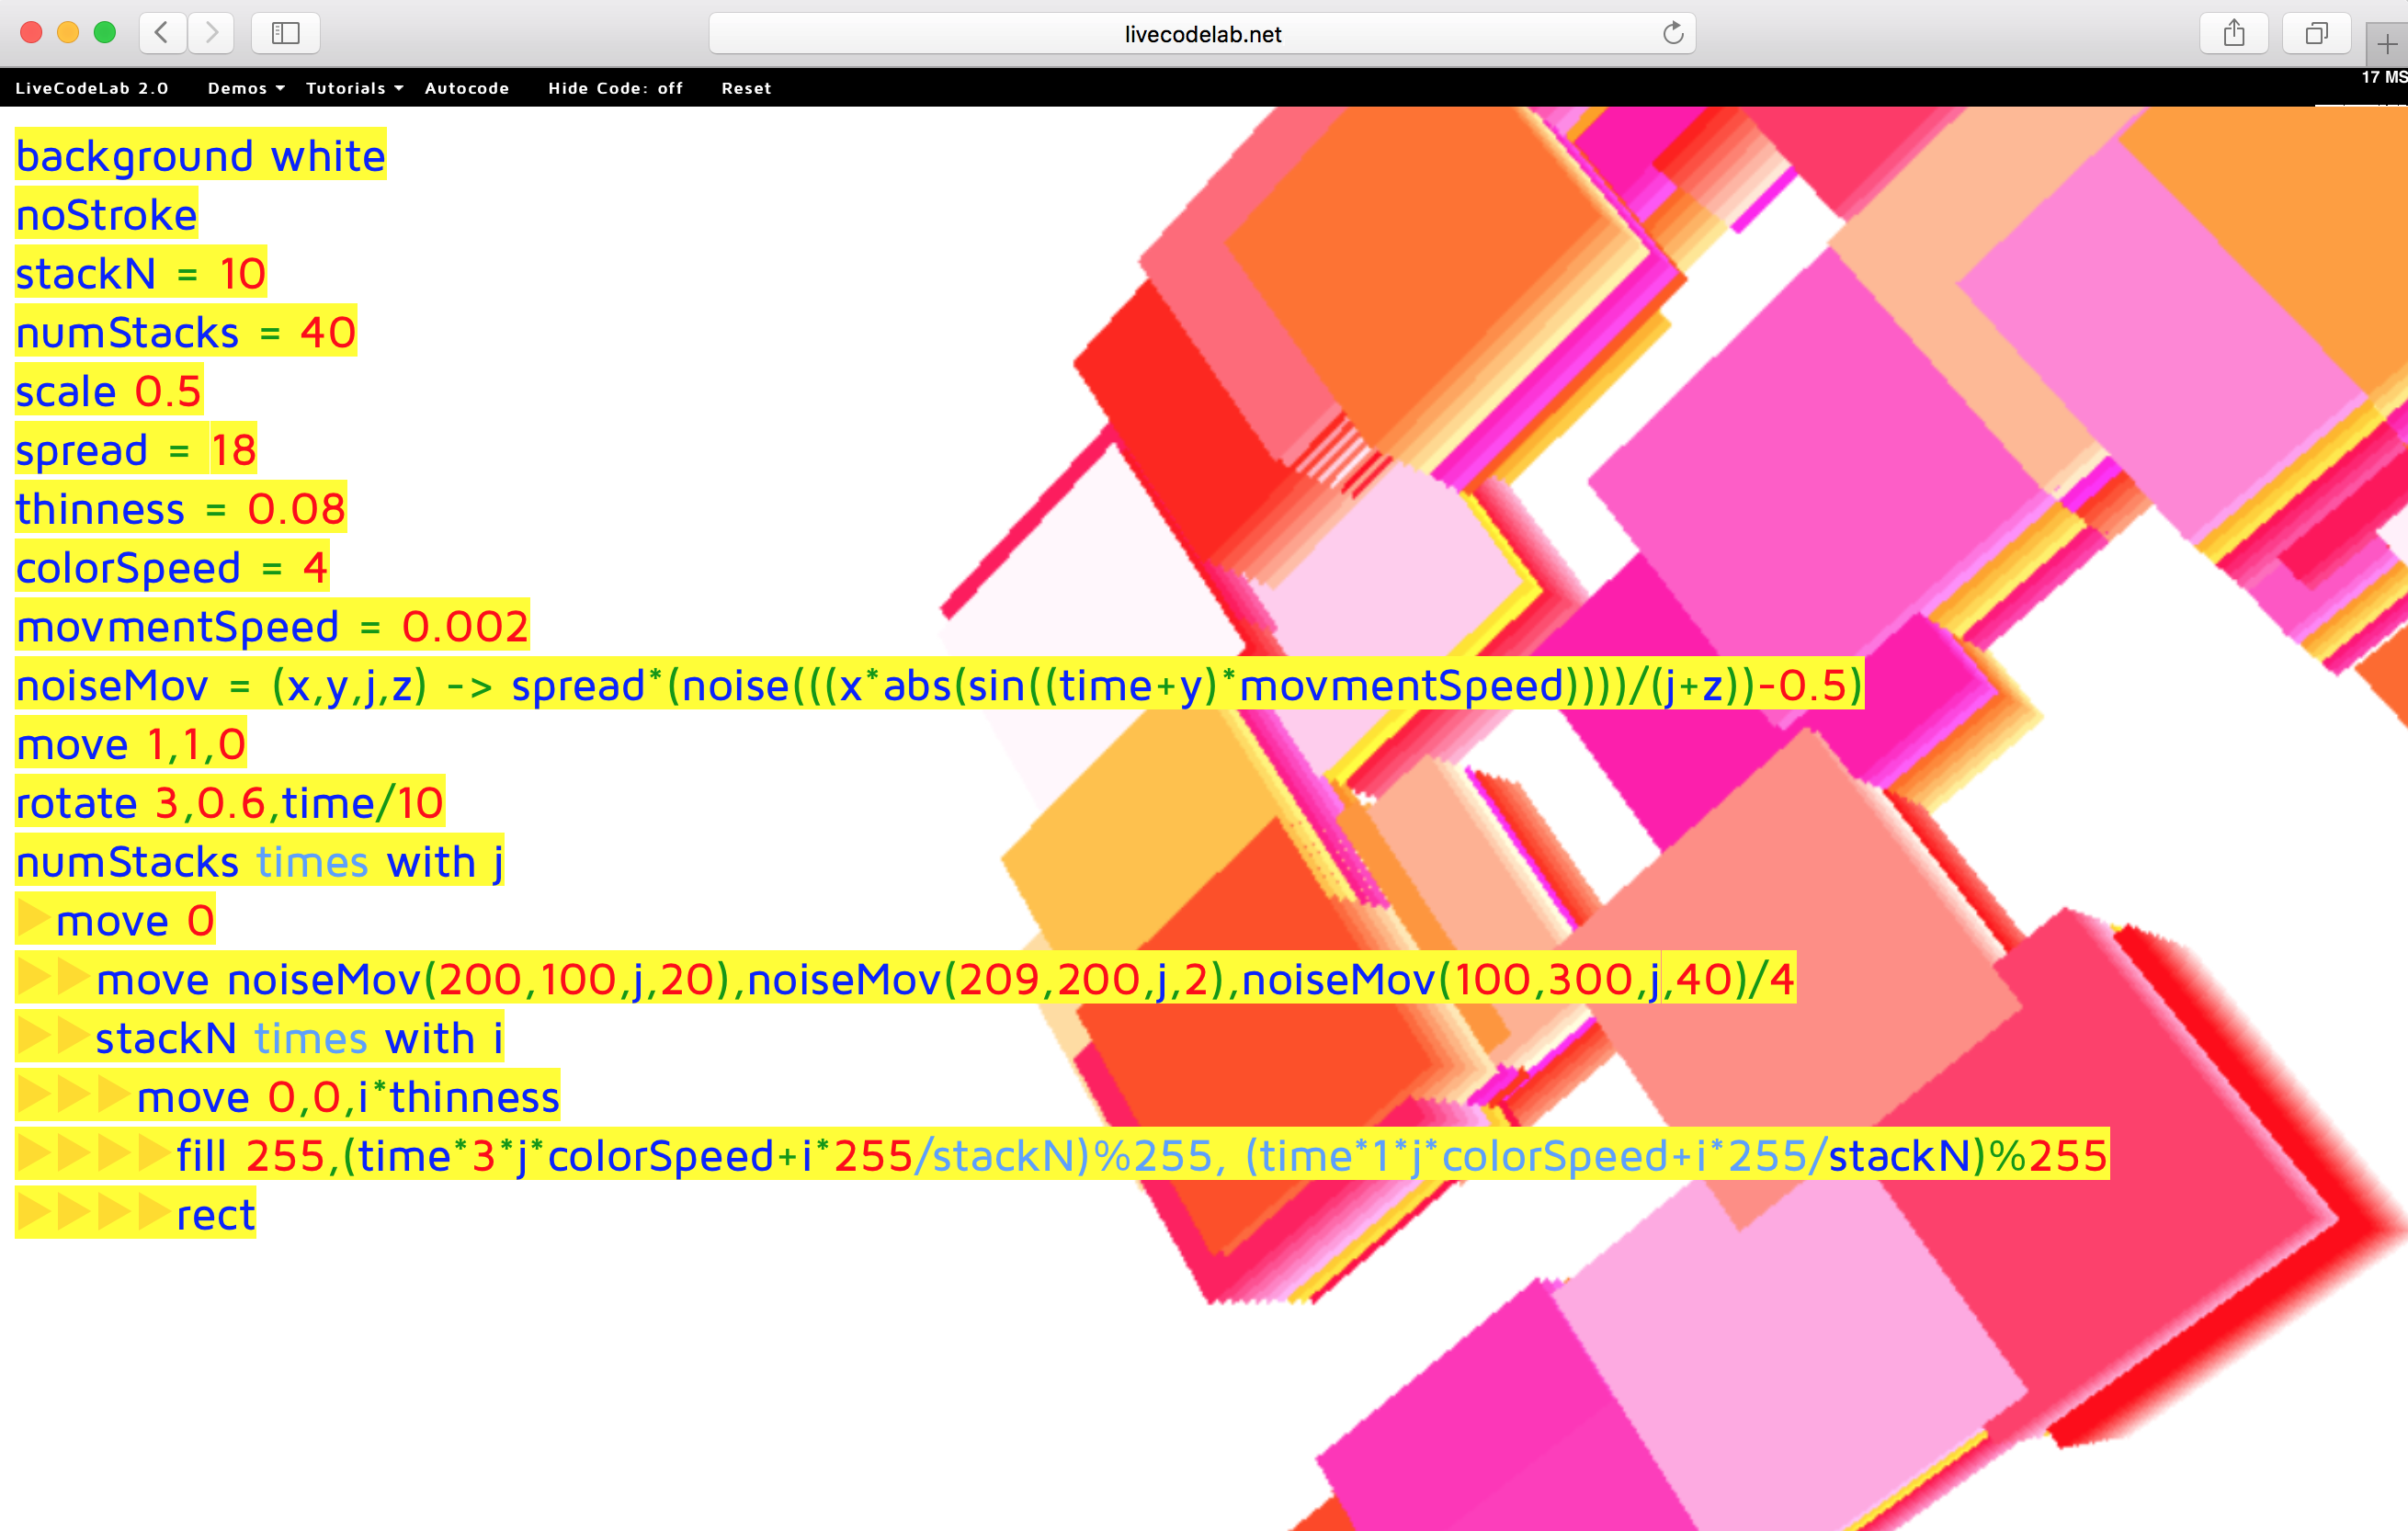 livecodelab.net
17 MS
LiveCodeLab 2.0 Demos Tutorials Autocode Hide Code: off Reset
background white
noStroke
stackN = 10
numStacks = 40
scale 0.5
spread = 18
thinness = 0.08
colorSpeed = 4
movmentSpeed = 0.002
noiseMov = (x,y,j,z) -> spread*(noise(((x*abs(sin((time+y)*movmentSpeed))))/(j+z))-0.5)
move 1,1,0
rotate 3,0.6,time/10
numStacks times with j
move 0
move noiseMov(200,100,j,20),noiseMov(209,200,j,2),noiseMov(100,300,j,40)/4
stackN times with i
move 0,0,i*thinness
fill 255,(time*3*j*colorSpeed+i*255/stackN)%255, (time*1*j*colorSpeed+i*255/stackN)%255
rect